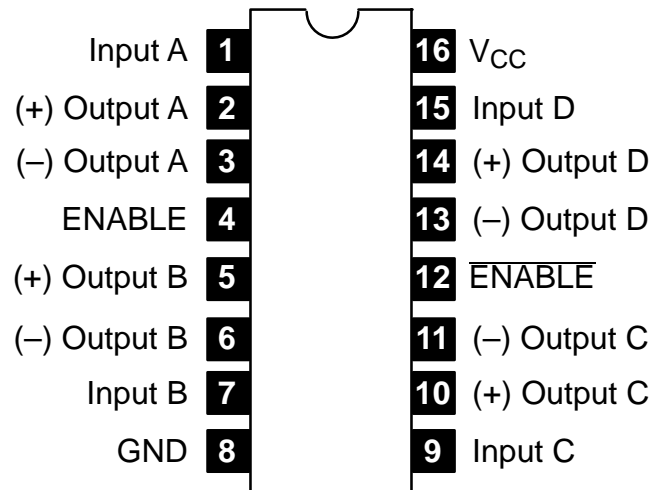 Input A 1 16 VCC
(+) Output A 2 15 Input D
(–) Output A 3 14 (+) Output D
ENABLE 4 13 (–) Output D
(+) Output B 5 12 ENABLE
(–) Output B 6 11 (–) Output C
Input B 7 10 (+) Output C
GND 8 9 Input C